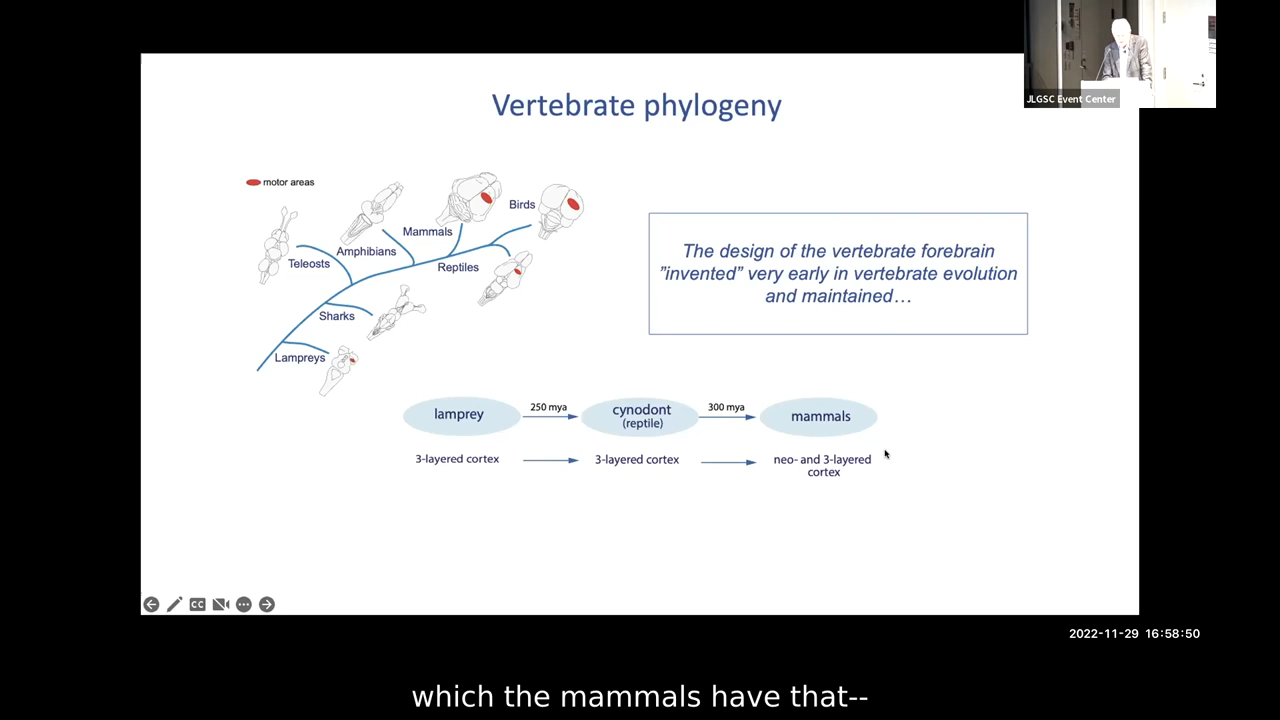 JLGSC Event Center
Vertebrate phylogeny
motor areas
Birds
Mammals
Amphibians
Teleosts
Reptiles
Sharks
Lampreys
The design of the vertebrate forebrain
”invented” very early in vertebrate evolution
and maintained…
lamprey
250 mya
cynodont
(reptile)
300 mya
mammals
3-layered cortex
3-layered cortex
neo- and 3-layered
cortex
CC
2022-11-29 16:58:50
which the mammals have that--